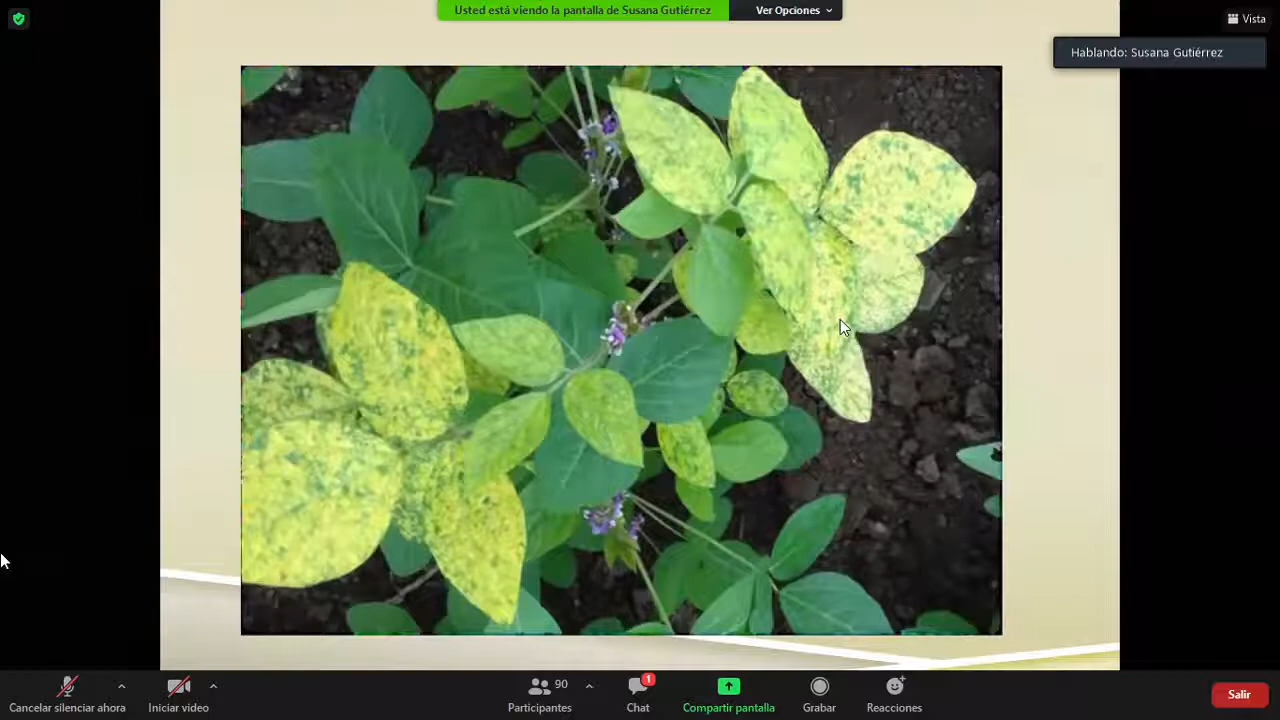 Usted está viendo la pantalla de Susana Gutiérrez
Ver Opciones
Vista
Hablando: Susana Gutiérrez
Cancelar silenciar ahora
Iniciar video
90
Participantes
1
Chat
Compartir pantalla
Grabar
Reacciones
Salir